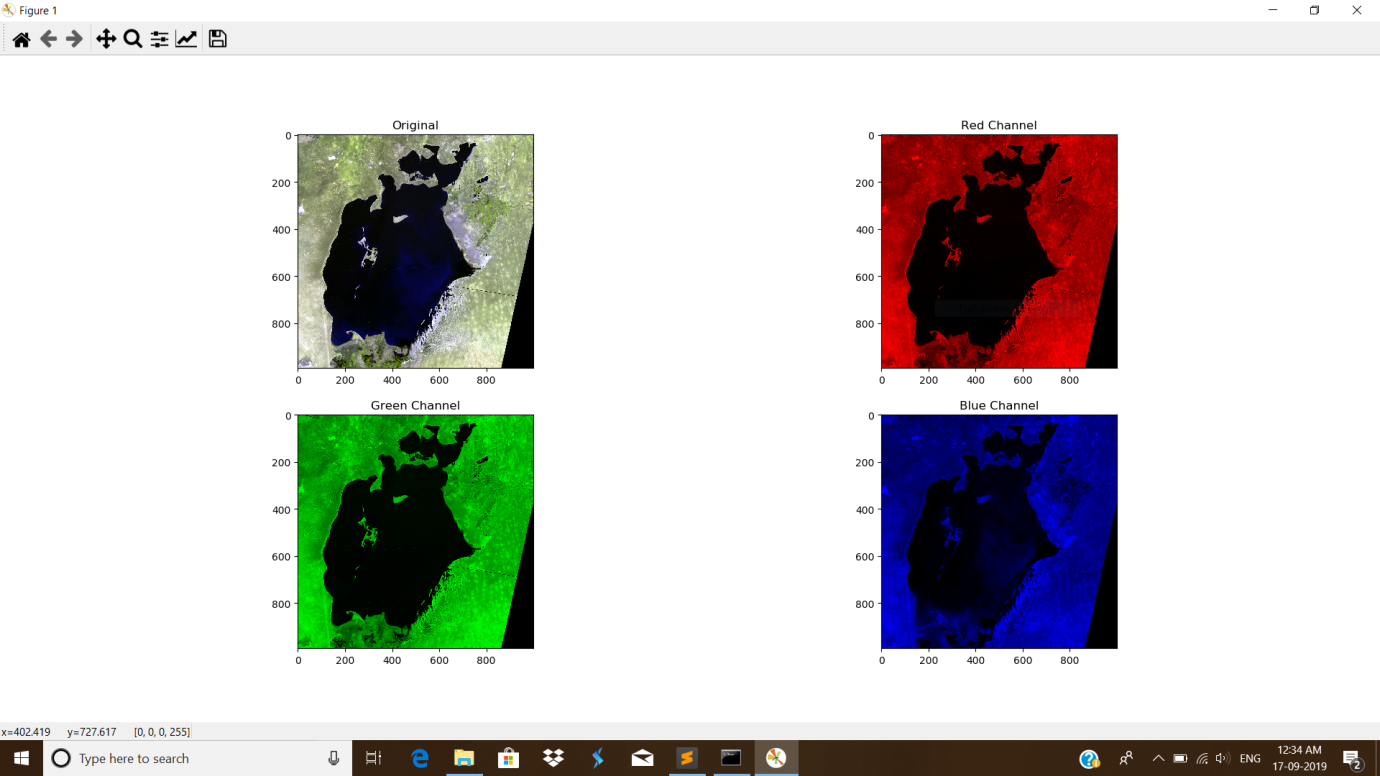 Figure 1
Original
Red Channel
0
200
400
600
800
0 200 400 600 800
0
200
400
600
800
0 200 400 600 800
Green Channel
Blue Channel
0
200
400
600
800
0 200 400 600 800
0
200
400
600
800
0 200 400 600 800
x=402.419 y=727.617 [0, 0, 0, 255]
Type here to search
ENG
12:34 AM
17-09-2019
2